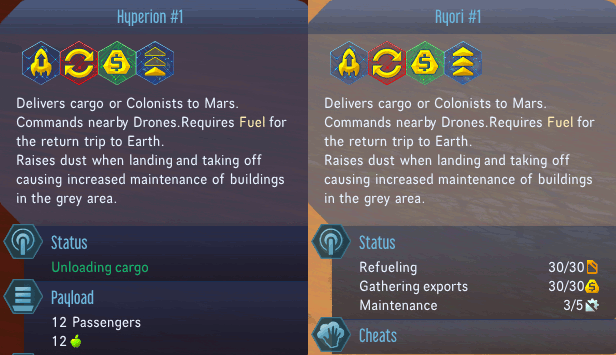 Hyperion #1
Delivers cargo or Colonists to Mars.
Commands nearby Drones.Requires Fuel for
the return trip to Earth.
Raises dust when landing and taking off
causing increased maintenance of buildings
in the grey area.
Status
Unloading cargo
Payload
12 Passengers
12
Ryori #1
Delivers cargo or Colonists to Mars.
Commands nearby Drones.Requires Fuel for
the return trip to Earth.
Raises dust when landing and taking off
causing increased maintenance of buildings
in the grey area.
Status
Refueling 30/30
Gathering exports 30/30
Maintenance 3/5
Cheats